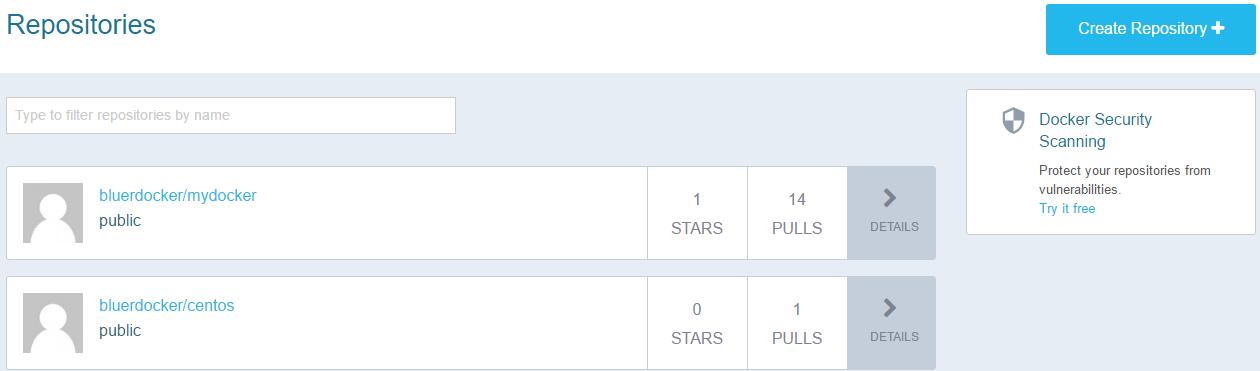 Repositories
Create Repository
Type to filter repositories by name
bluerdocker/mydocker
public
1
STARS
14
PULLS
DETAILS
bluerdocker/centos
public
0
STARS
1
PULLS
DETAILS
Docker Security
Scanning
Protect your repositories from
vulnerabilities.
Try it free